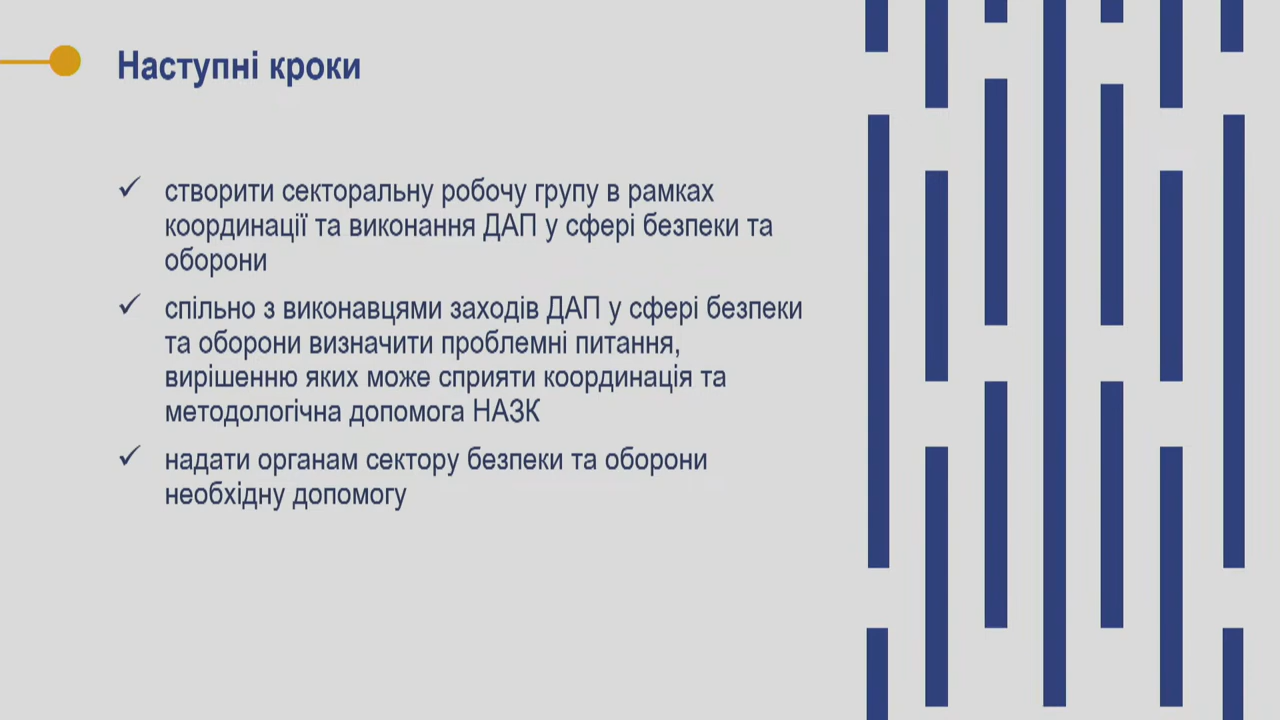 Наступні кроки
створити секторальну робочу групу в рамках
координації та виконання ДАП у сфері безпеки та
оборони
спільно з виконавцями заходів ДАП у сфері безпеки
та оборони визначити проблемні питання,
вирішенню яких може сприяти координація та
методологічна допомога НАЗК
надати органам сектору безпеки та оборони
необхідну допомогу